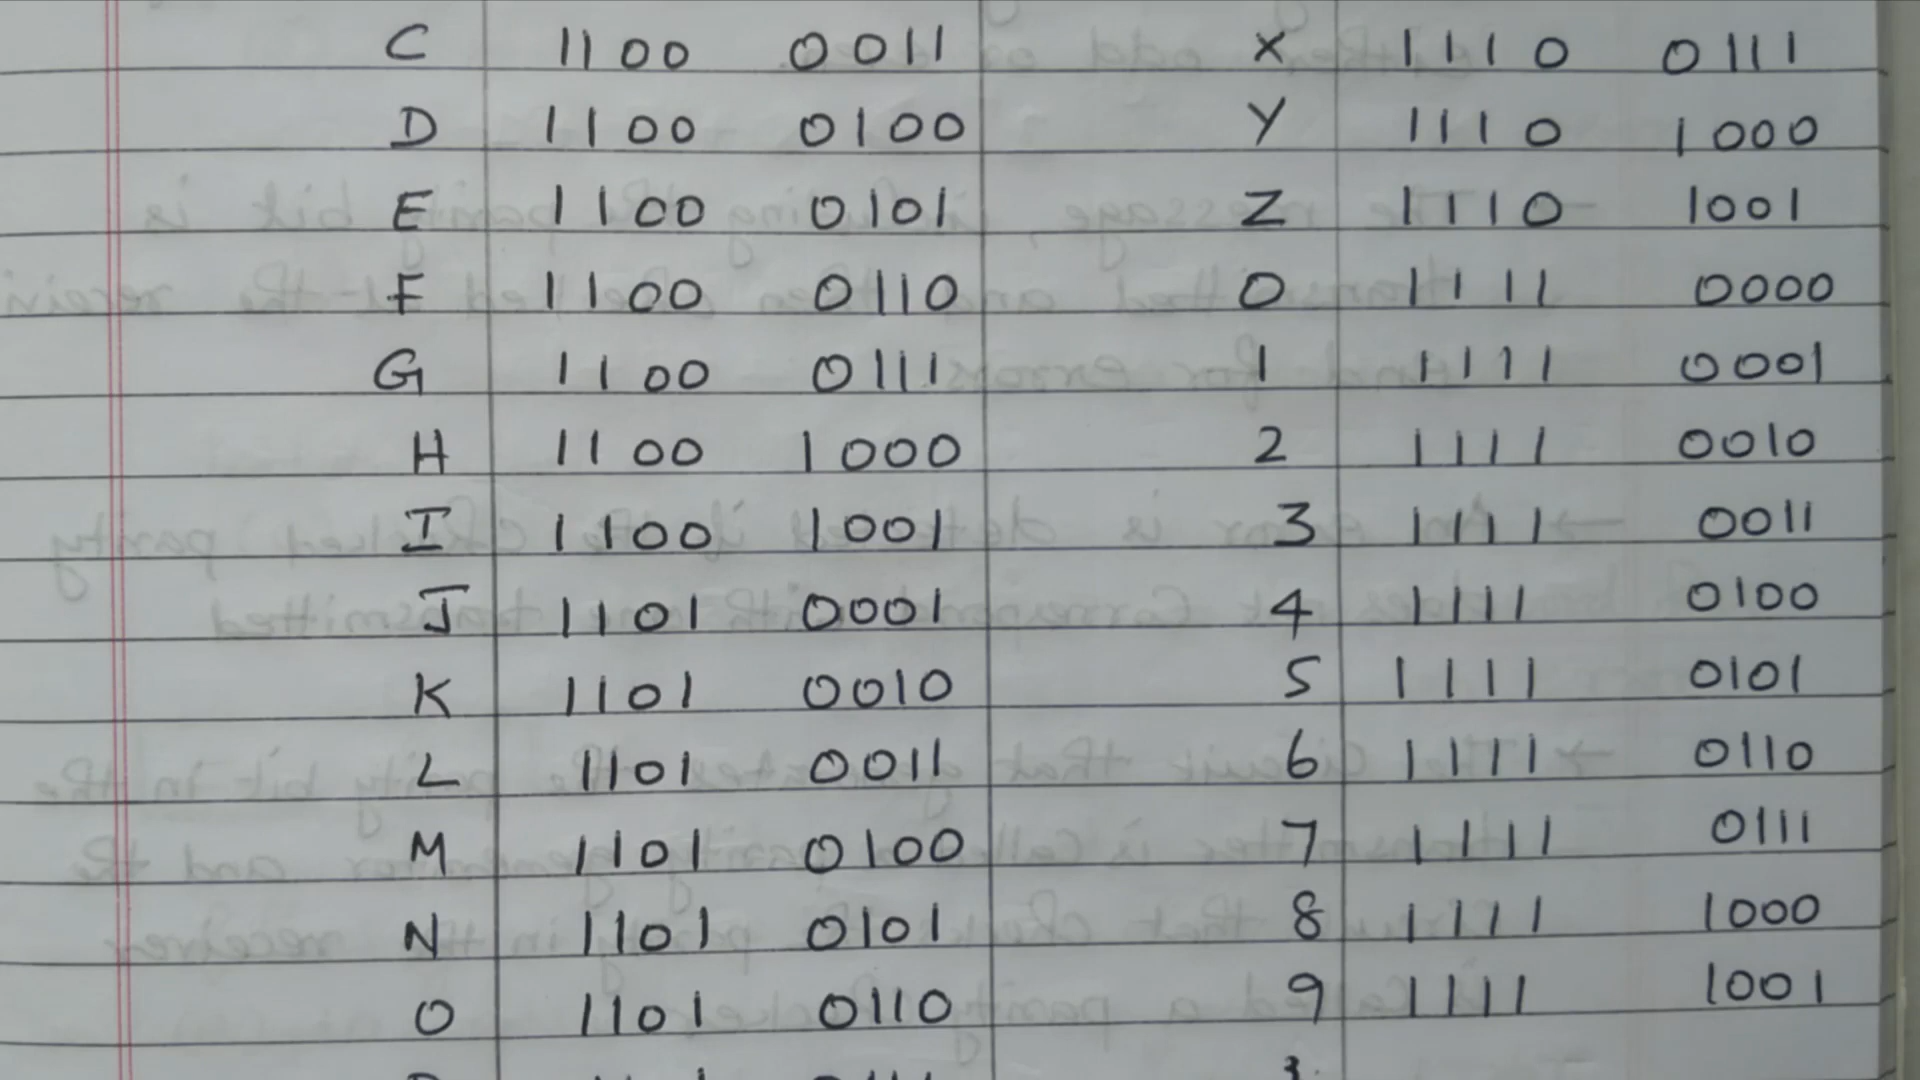 C 1100 0011 X 1110 0111
D 1100 0100 Y 1110 1000
E 1100 0101 Z 1110 1001
F 1100 0110 0 1111 0000
G 1100 0111 1 1111 0001
H 1100 1000 2 1111 0010
I 1100 1001 3 1111 0011
J 1101 0001 4 1111 0100
K 1101 0010 5 1111 0101
L 1101 0011 6 1111 0110
M 1101 0100 7 1111 0111
N 1101 0101 8 1111 1000
O 1101 0110 9 1111 1001